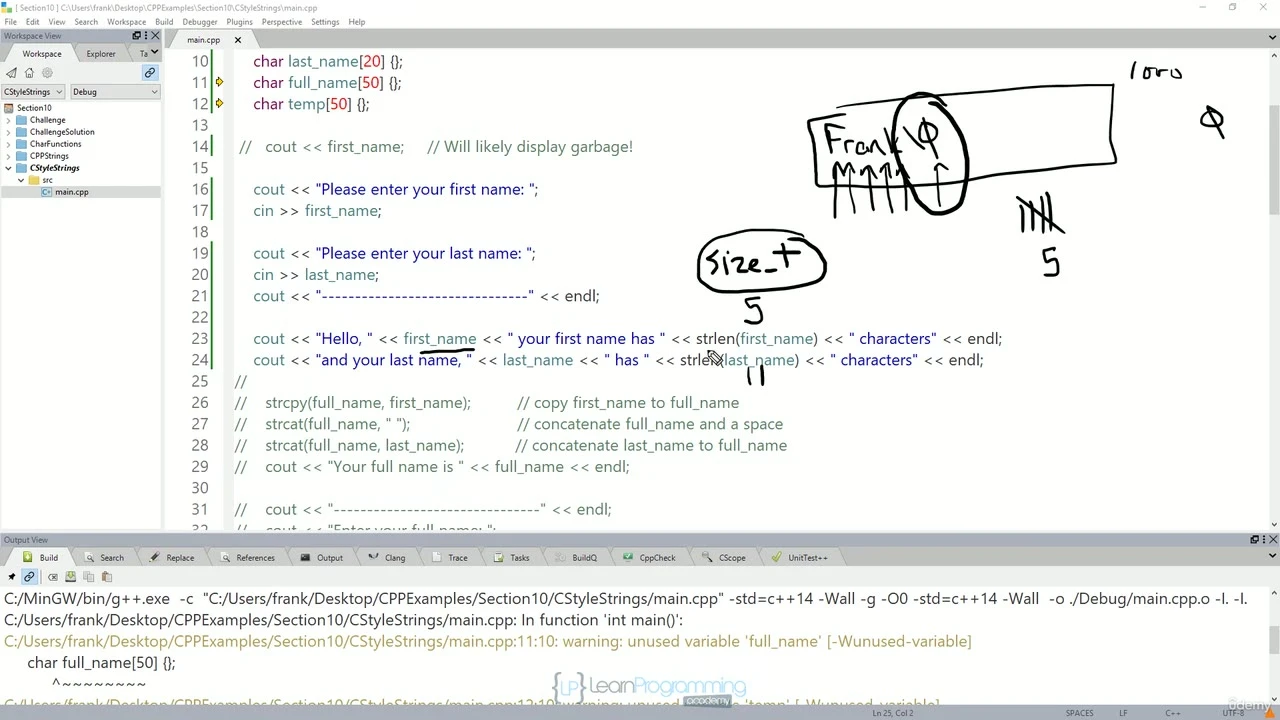 [ Section10 ] C:\Users\frank\Desktop\CPPExamples\Section10\CStyleStrings\main.cpp
File Edit View Search Workspace Build Debugger Plugins Perspective Settings Help
Workspace View
Workspace Explorer Ta
CStyleStrings Debug
Section10
Challenge
ChallengeSolution
CharFunctions
CPPStrings
CStyleStrings
src
main.cpp
main.cpp
10 char last_name[20] {};
11 char full_name[50] {};
12 char temp[50] {};
13
14 // cout << first_name; // Will likely display garbage!
15
16 cout << "Please enter your first name: ";
17 cin >> first_name;
18
19 cout << "Please enter your last name: ";
20 cin >> last_name;
21 cout << "-------------------------------" << endl;
22
23 cout << "Hello, " << first_name << " your first name has " << strlen(first_name) << " characters" << endl;
24 cout << "and your last name, " << last_name << " has " << strlen(last_name) << " characters" << endl;
25 //
26 // strcpy(full_name, first_name); // copy first_name to full_name
27 // strcat(full_name, " "); // concatenate full_name and a space
28 // strcat(full_name, last_name); // concatenate last_name to full_name
29 // cout << "Your full name is " << full_name << endl;
30
31 // cout << "-------------------------------" << endl;
32 // cout << "Enter your full name: ";
Frank\0
0
5
size_t
5
11
Output View
Build Search Replace References Output Clang Trace Tasks BuildQ CppCheck CScope UnitTest++
C:/MinGW/bin/g++.exe -c "C:/Users/frank/Desktop/CPPExamples/Section10/CStyleStrings/main.cpp" -std=c++14 -Wall -g -O0 -std=c++14 -Wall -o ./Debug/main.cpp.o -I. -I.
C:/Users/frank/Desktop/CPPExamples/Section10/CStyleStrings/main.cpp: In function 'int main()':
C:/Users/frank/Desktop/CPPExamples/Section10/CStyleStrings/main.cpp:11:10: warning: unused variable 'full_name' [-Wunused-variable]
char full_name[50] {};
^~~~~~~~~
LP LearnProgramming
academy
udemy
Ln 25, Col 2 SPACES LF C++ UTF-8